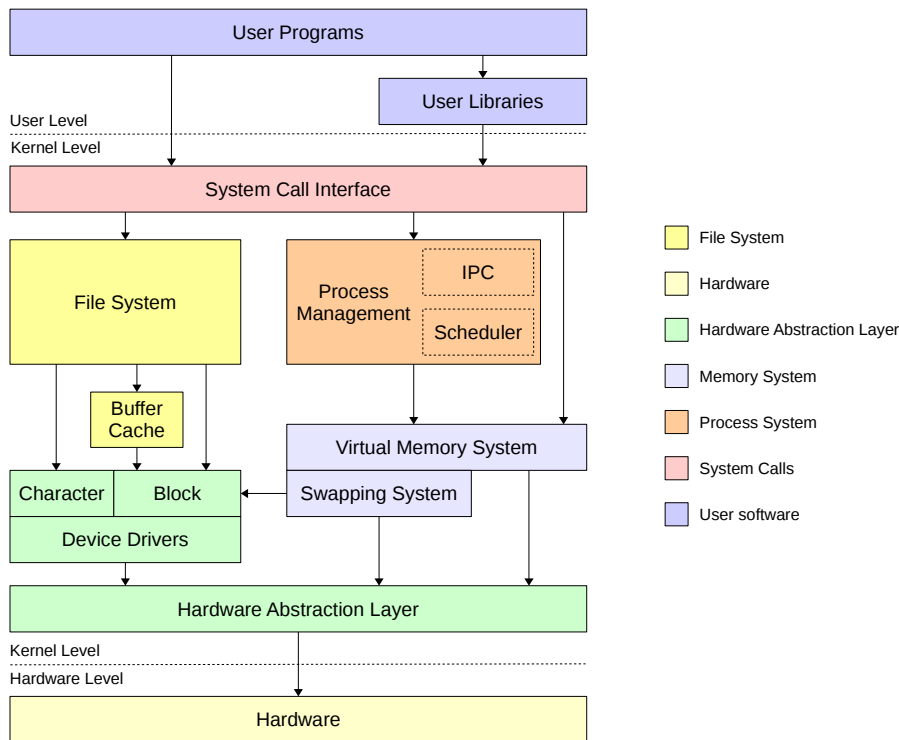 User Programs
User Libraries
User Level
Kernel Level
System Call Interface
File System
Process
Management
IPC
Scheduler
Buffer
Cache
Virtual Memory System
Character
Block
Swapping System
Device Drivers
Hardware Abstraction Layer
Kernel Level
Hardware Level
Hardware
File System
Hardware
Hardware Abstraction Layer
Memory System
Process System
System Calls
User software